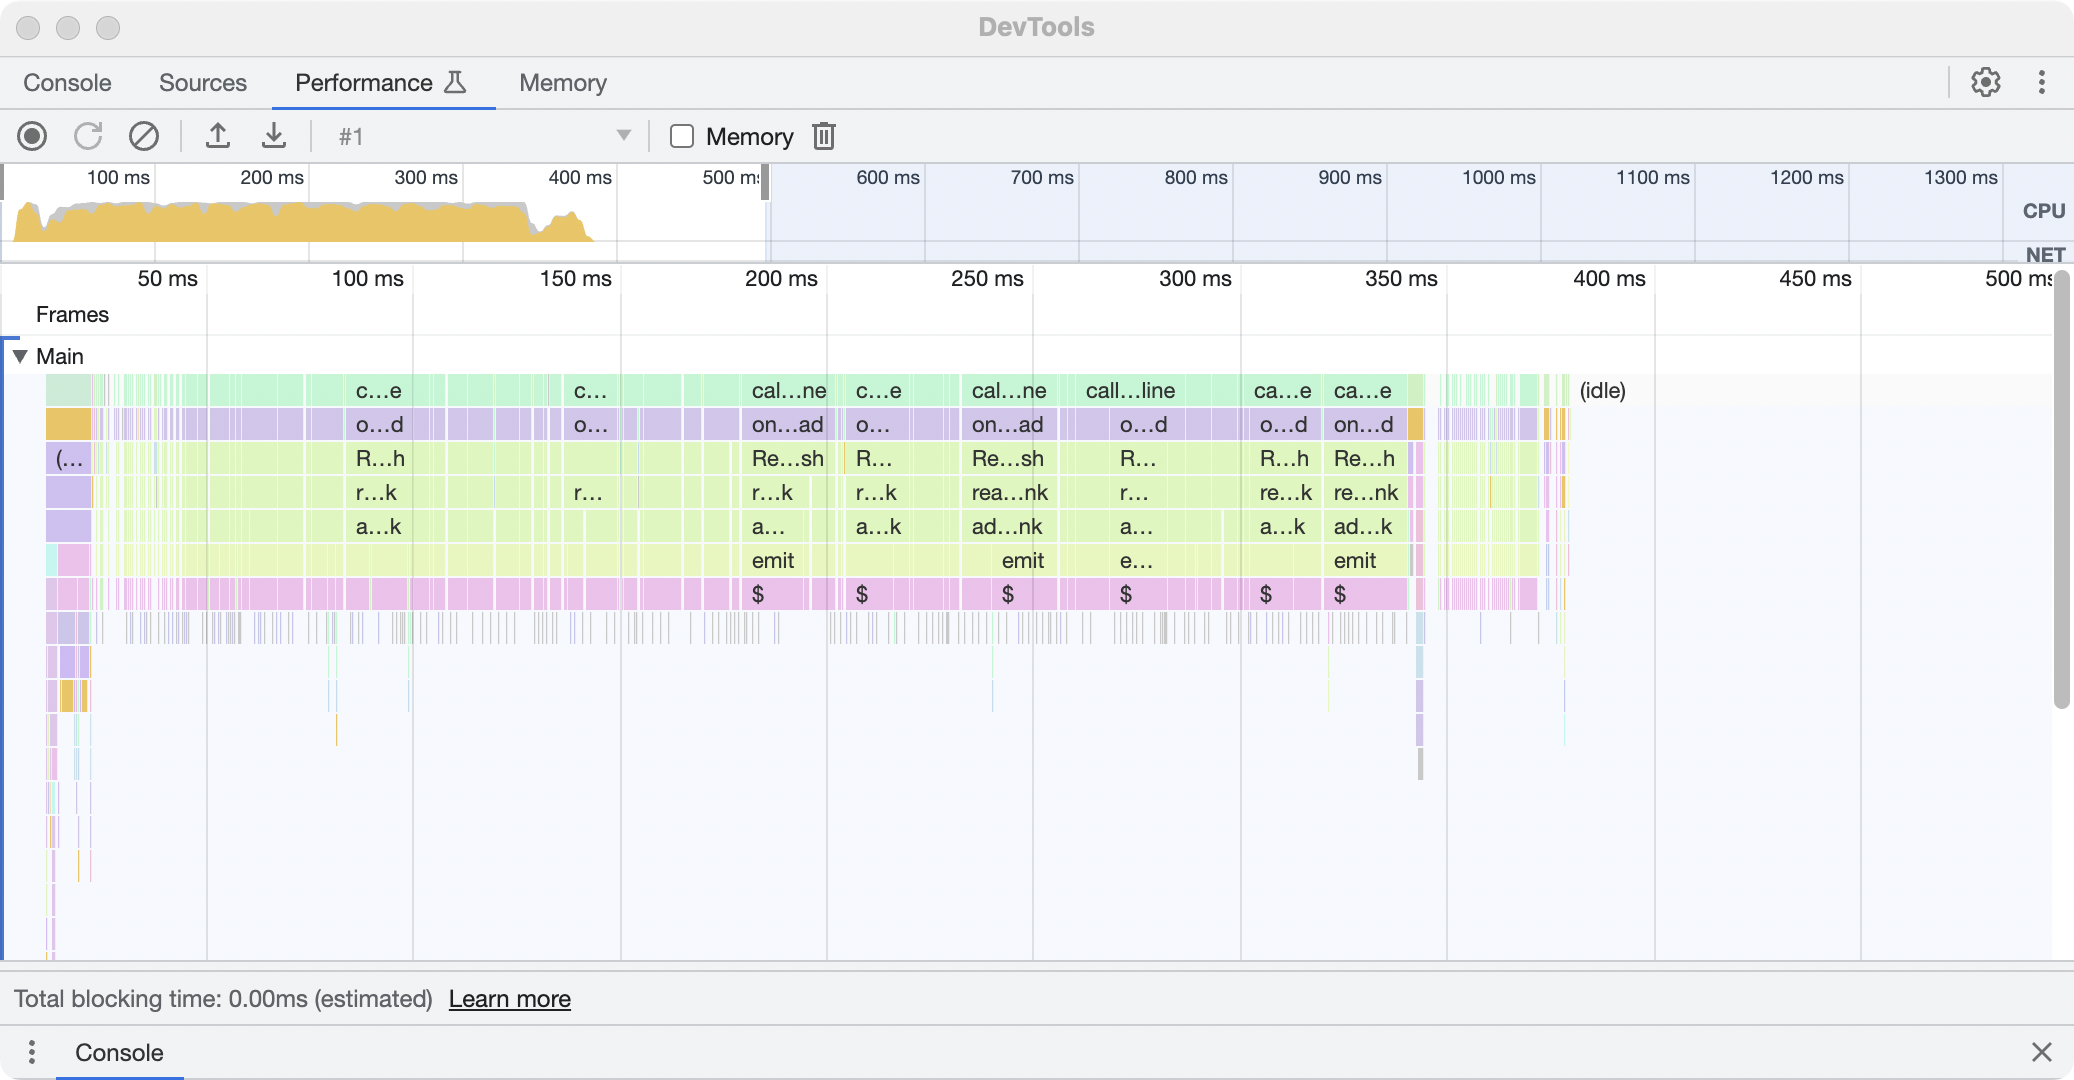 DevTools
Console Sources Performance Memory
#1 Memory
100 ms 200 ms 300 ms 400 ms 500 ms 600 ms 700 ms 800 ms 900 ms 1000 ms 1100 ms 1200 ms 1300 ms
CPU
NET
50 ms 100 ms 150 ms 200 ms 250 ms 300 ms 350 ms 400 ms 450 ms 500 ms
Frames
Main
c…e c… cal…ne c…e cal…ne call…line ca…e ca…e (idle)
o…d o… on…ad o… on…ad o…d o…d on…d
(… R…h Re…sh R… Re…sh R… R…h Re…h
r…k r… r…k r…k rea…nk r… re…k re…nk
a…k a… a…k ad…nk a… a…k ad…k
emit emit e… emit
$ $ $ $ $ $
Total blocking time: 0.00ms (estimated) Learn more
Console